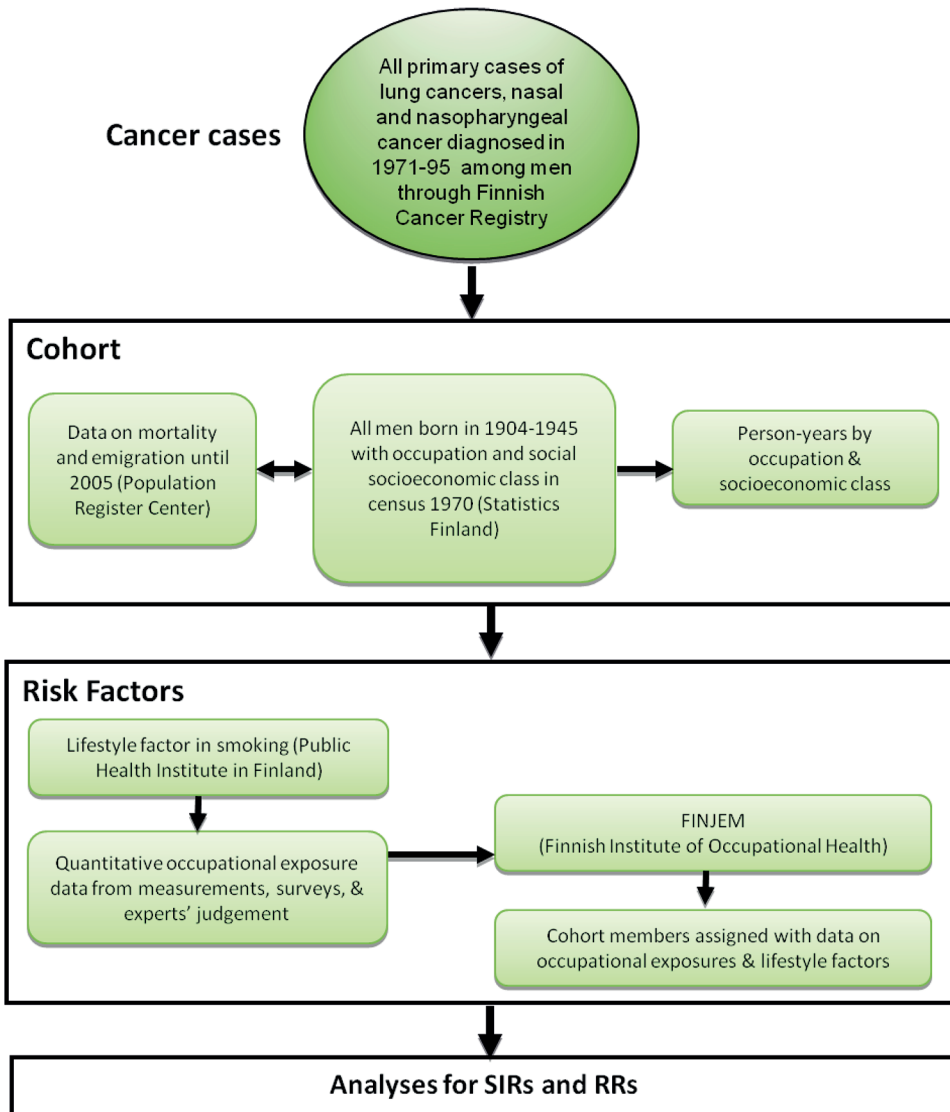 All primary cases of
lung cancers, nasal
and nasopharyngeal
cancer diagnosed in
1971-95 among men
through Finnish
Cancer Registry
Cancer cases
Cohort
Data on mortality
and emigration until
2005 (Population
Register Center)
All men born in 1904-1945
with occupation and social
socioeconomic class in
census 1970 (Statistics
Finland)
Person-years by
occupation &
socioeconomic class
Risk Factors
Lifestyle factor in smoking (Public
Health Institute in Finland)
Quantitative occupational exposure
data from measurements, surveys, &
experts’ judgement
FINJEM
(Finnish Institute of Occupational Health)
Cohort members assigned with data on
occupational exposures & lifestyle factors
Analyses for SIRs and RRs